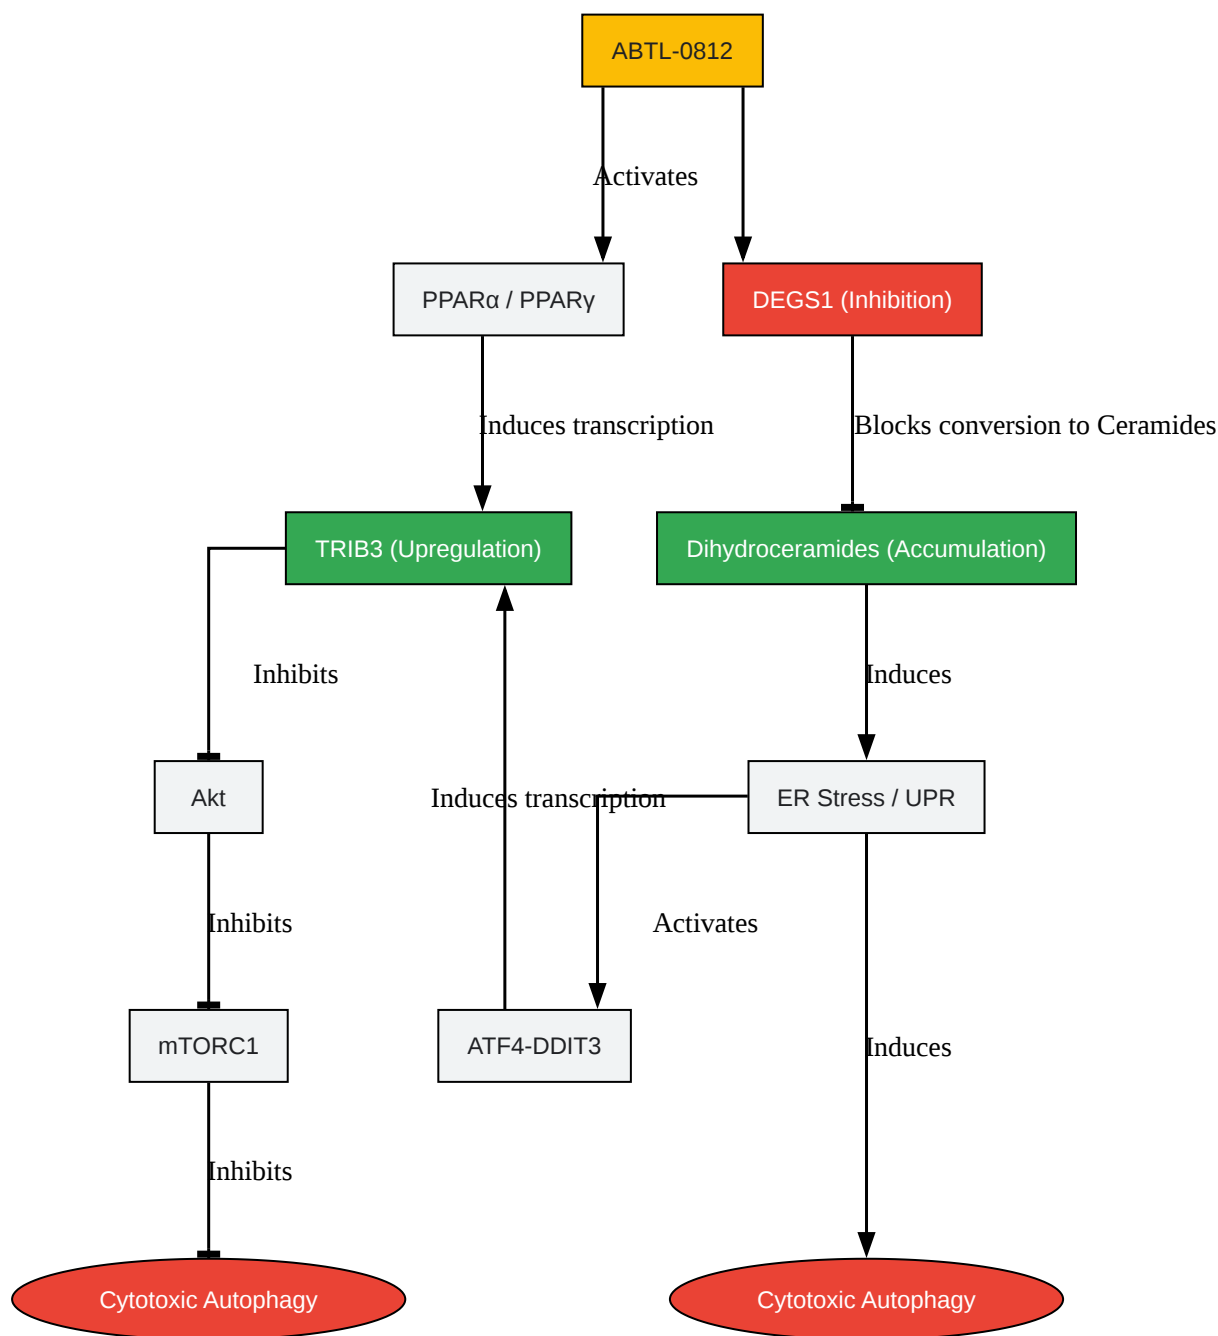 ABTL-0812
Activates
PPARα / PPARγ
DEGS1 (Inhibition)
Induces transcription
Blocks conversion to Ceramides
TRIB3 (Upregulation)
Dihydroceramides (Accumulation)
Inhibits
Induces
Akt
Induces transcription
ER Stress / UPR
Inhibits
Activates
mTORC1
ATF4-DDIT3
Induces
Inhibits
Cytotoxic Autophagy
Cytotoxic Autophagy